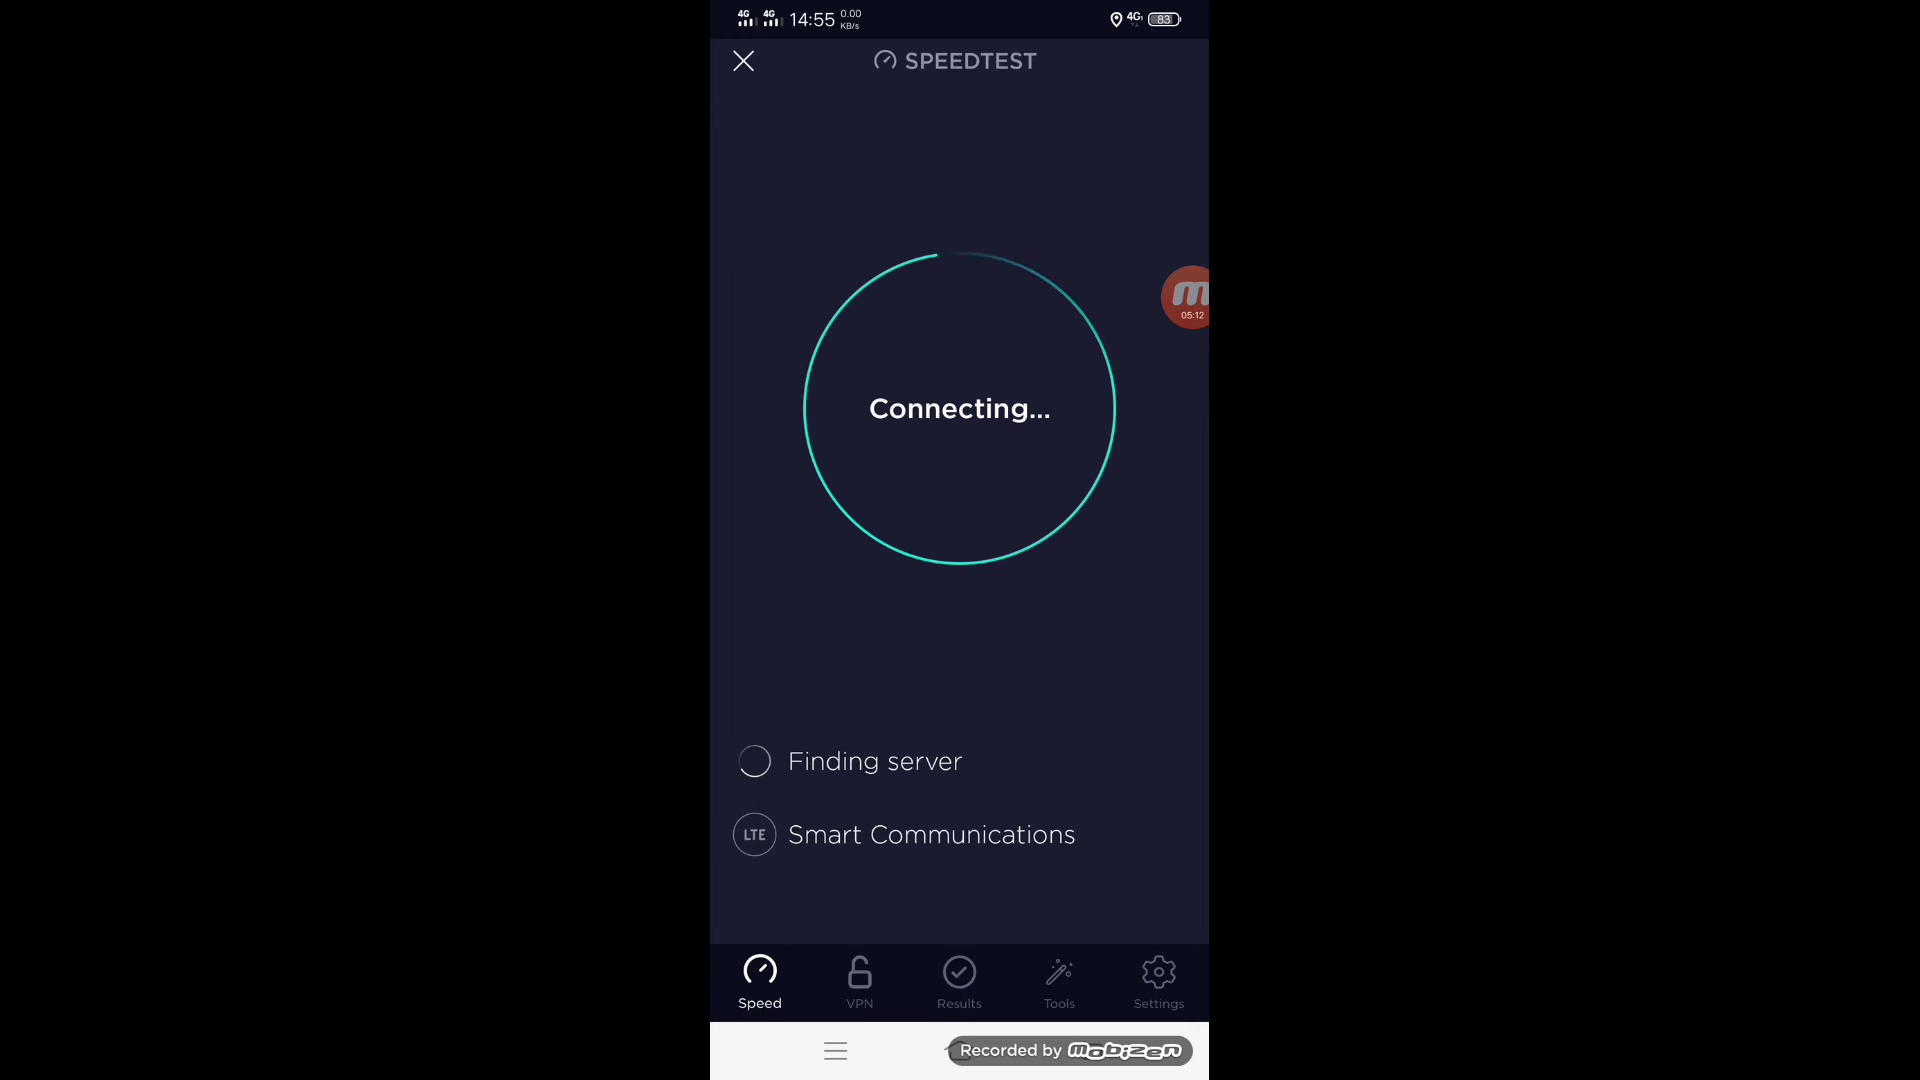 4G 4G 14:55 0.00 KB/s 4G 83
SPEEDTEST
05:12
Connecting...
Finding server
LTE Smart Communications
Speed VPN Results Tools Settings
Recorded by mobizen